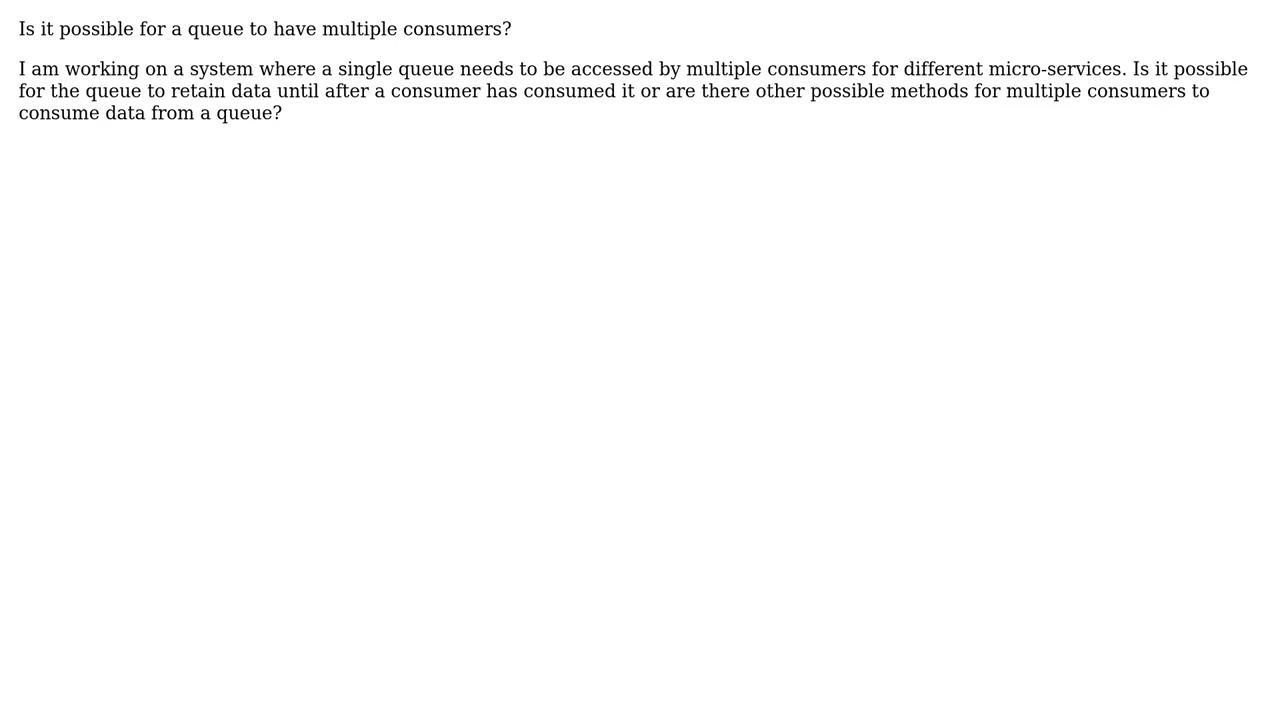 Is it possible for a queue to have multiple consumers?
I am working on a system where a single queue needs to be accessed by multiple consumers for different micro-services. Is it possible
for the queue to retain data until after a consumer has consumed it or are there other possible methods for multiple consumers to
consume data from a queue?